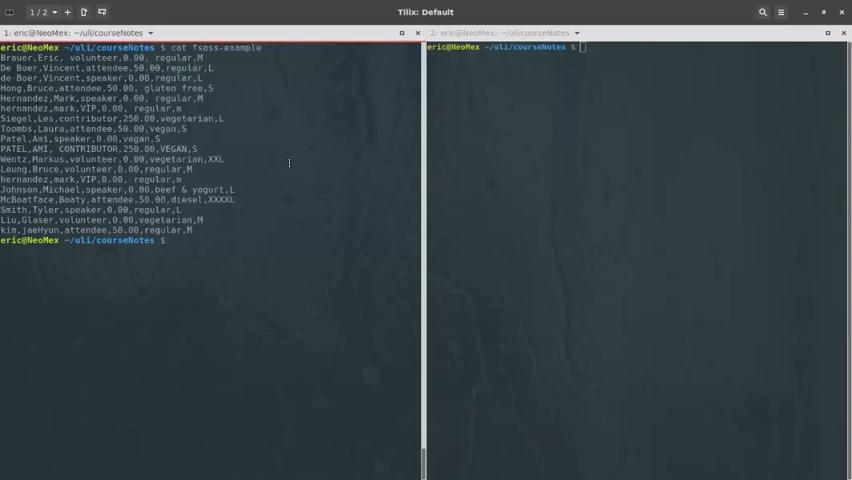 1 / 2
Tilix: Default
1: eric@NeoMex: ~/uli/courseNotes
2: eric@NeoMex: ~/uli/courseNotes
eric@NeoMex ~/uli/courseNotes $ cat fsoss-example
Brauer,Eric, volunteer,0.00, regular,M
De Boer,Vincent,attendee,50.00,regular,L
de Boer,Vincent,speaker,0.00,regular,L
Hong,Bruce,attendee,50.00, gluten free,S
Hernandez,Mark,speaker,0.00, regular,M
hernandez,mark,VIP,0.00, regular,m
Siegel,Les,contributor,250.00,vegetarian,L
Toombs,Laura,attendee,50.00,vegan,S
Patel,Ami,speaker,0.00,vegan,S
PATEL,AMI, CONTRIBUTOR,250.00,VEGAN,S
Wentz,Markus,volunteer,0.00,vegetarian,XXL
Leung,Bruce,volunteer,0.00,regular,M
hernandez,mark,VIP,0.00, regular,m
Johnson,Michael,speaker,0.00,beef & yogurt,L
McBoatface,Boaty,attendee,50.00,diesel,XXXXL
Smith,Tyler,speaker,0.00,regular,L
Liu,Glaser,volunteer,0.00,vegetarian,M
kim,jaeHyun,attendee,50.00,regular,M
eric@NeoMex ~/uli/courseNotes $
eric@NeoMex ~/uli/courseNotes $